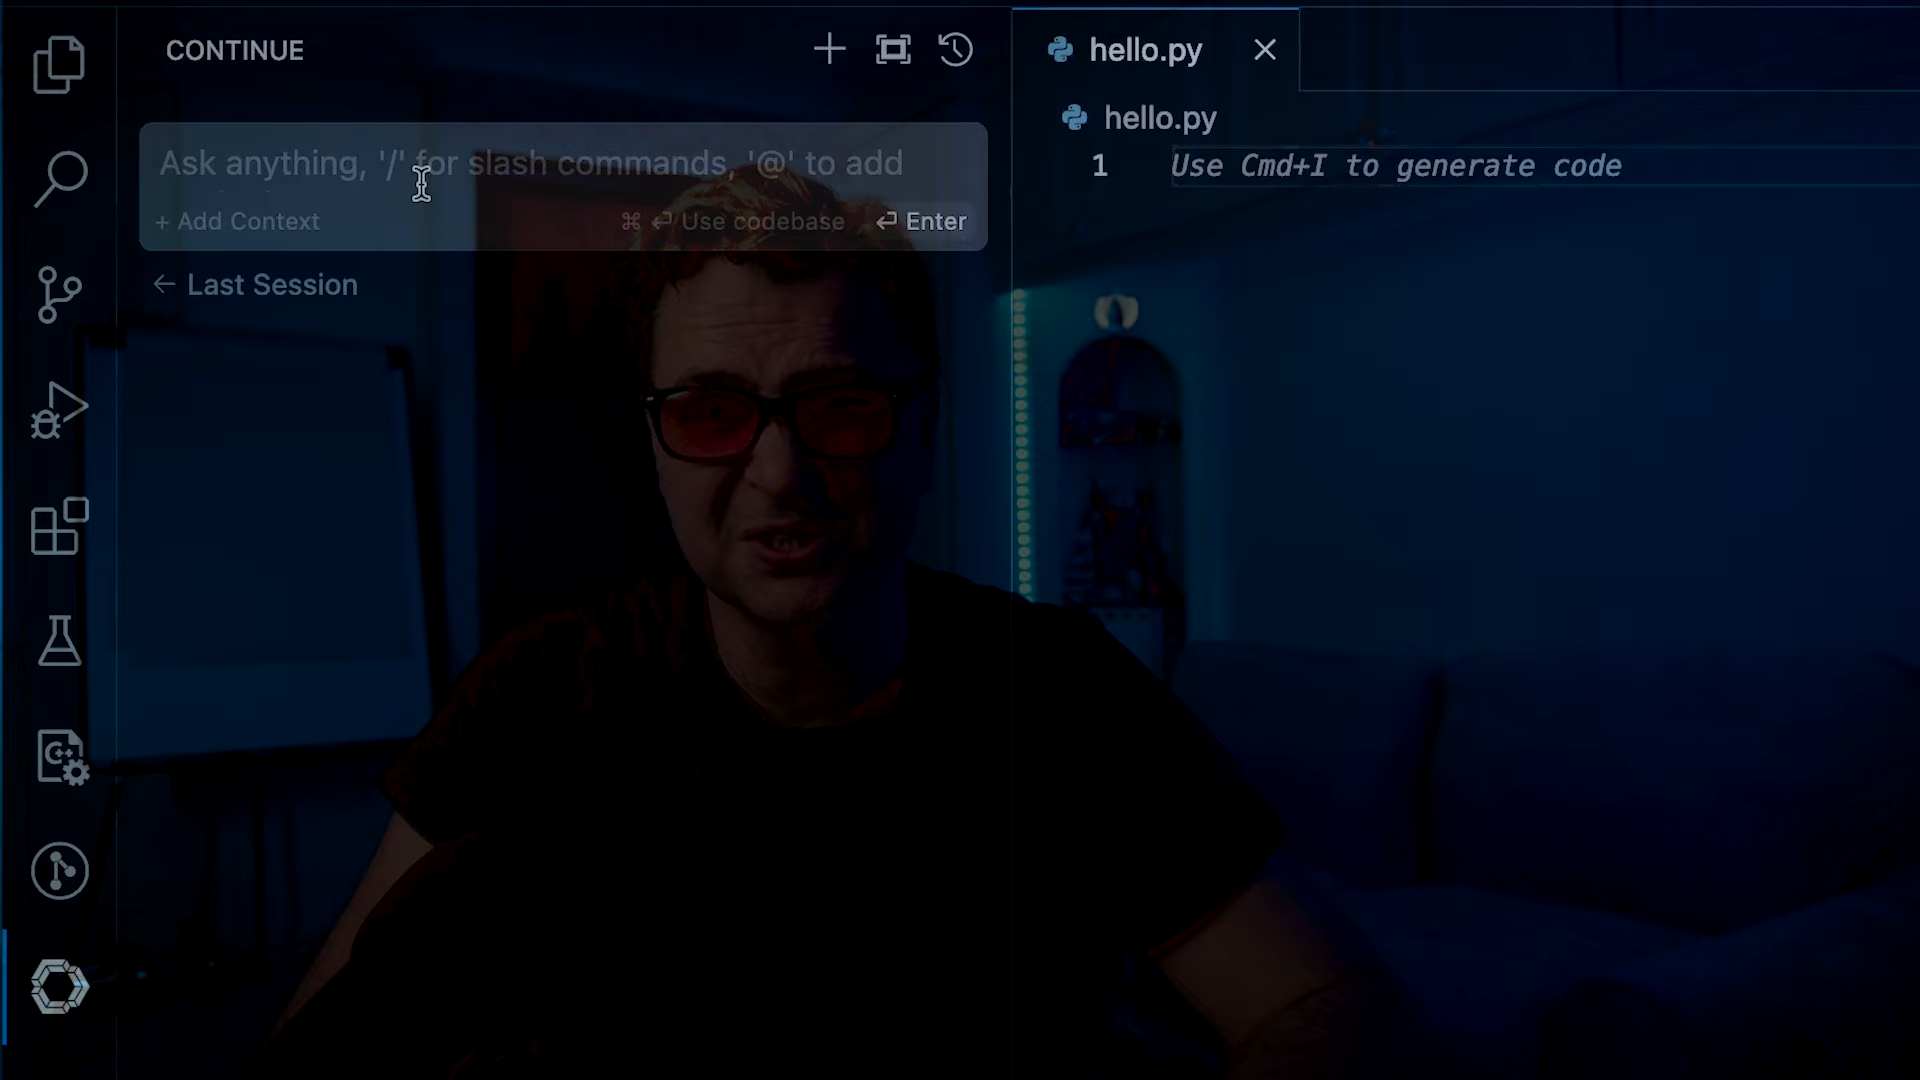 CONTINUE
Ask anything, '/' for slash commands, '@' to add
+ Add Context
⌘ ⏎ Use codebase
⏎ Enter
← Last Session
hello.py
hello.py
1
Use Cmd+I to generate code